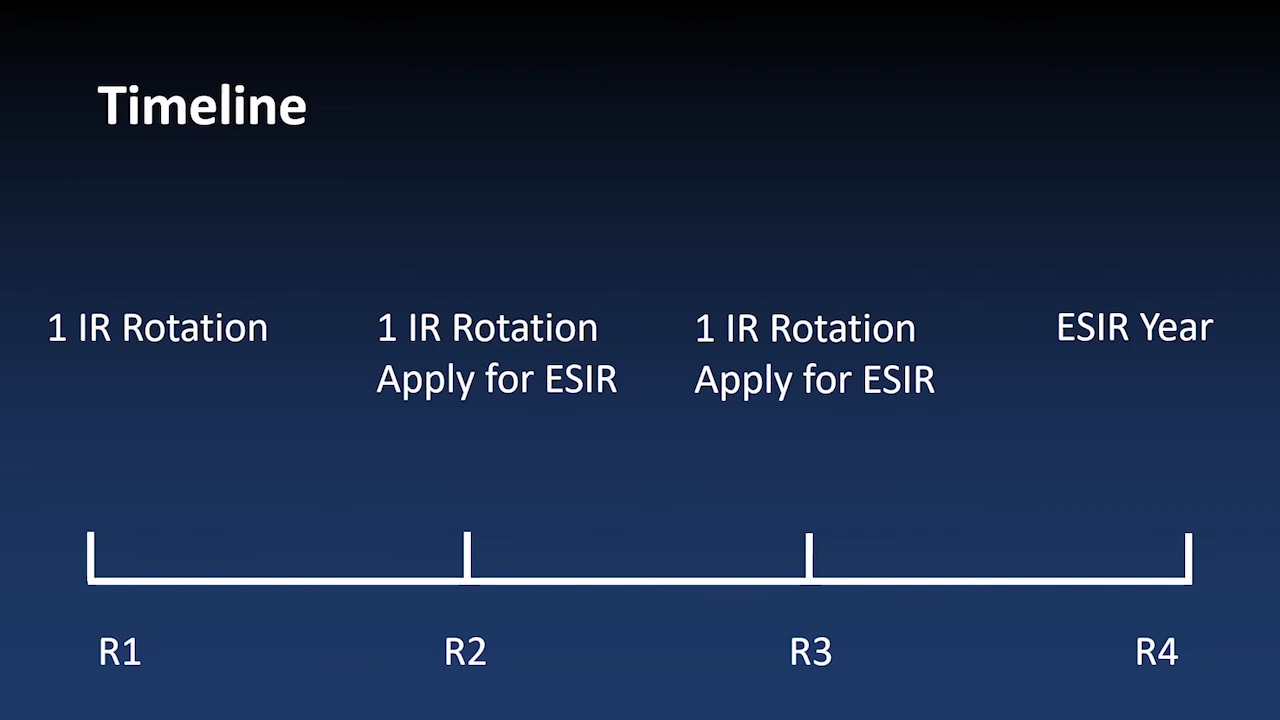 Timeline
1 IR Rotation
1 IR Rotation
Apply for ESIR
1 IR Rotation
Apply for ESIR
ESIR Year
R1
R2
R3
R4